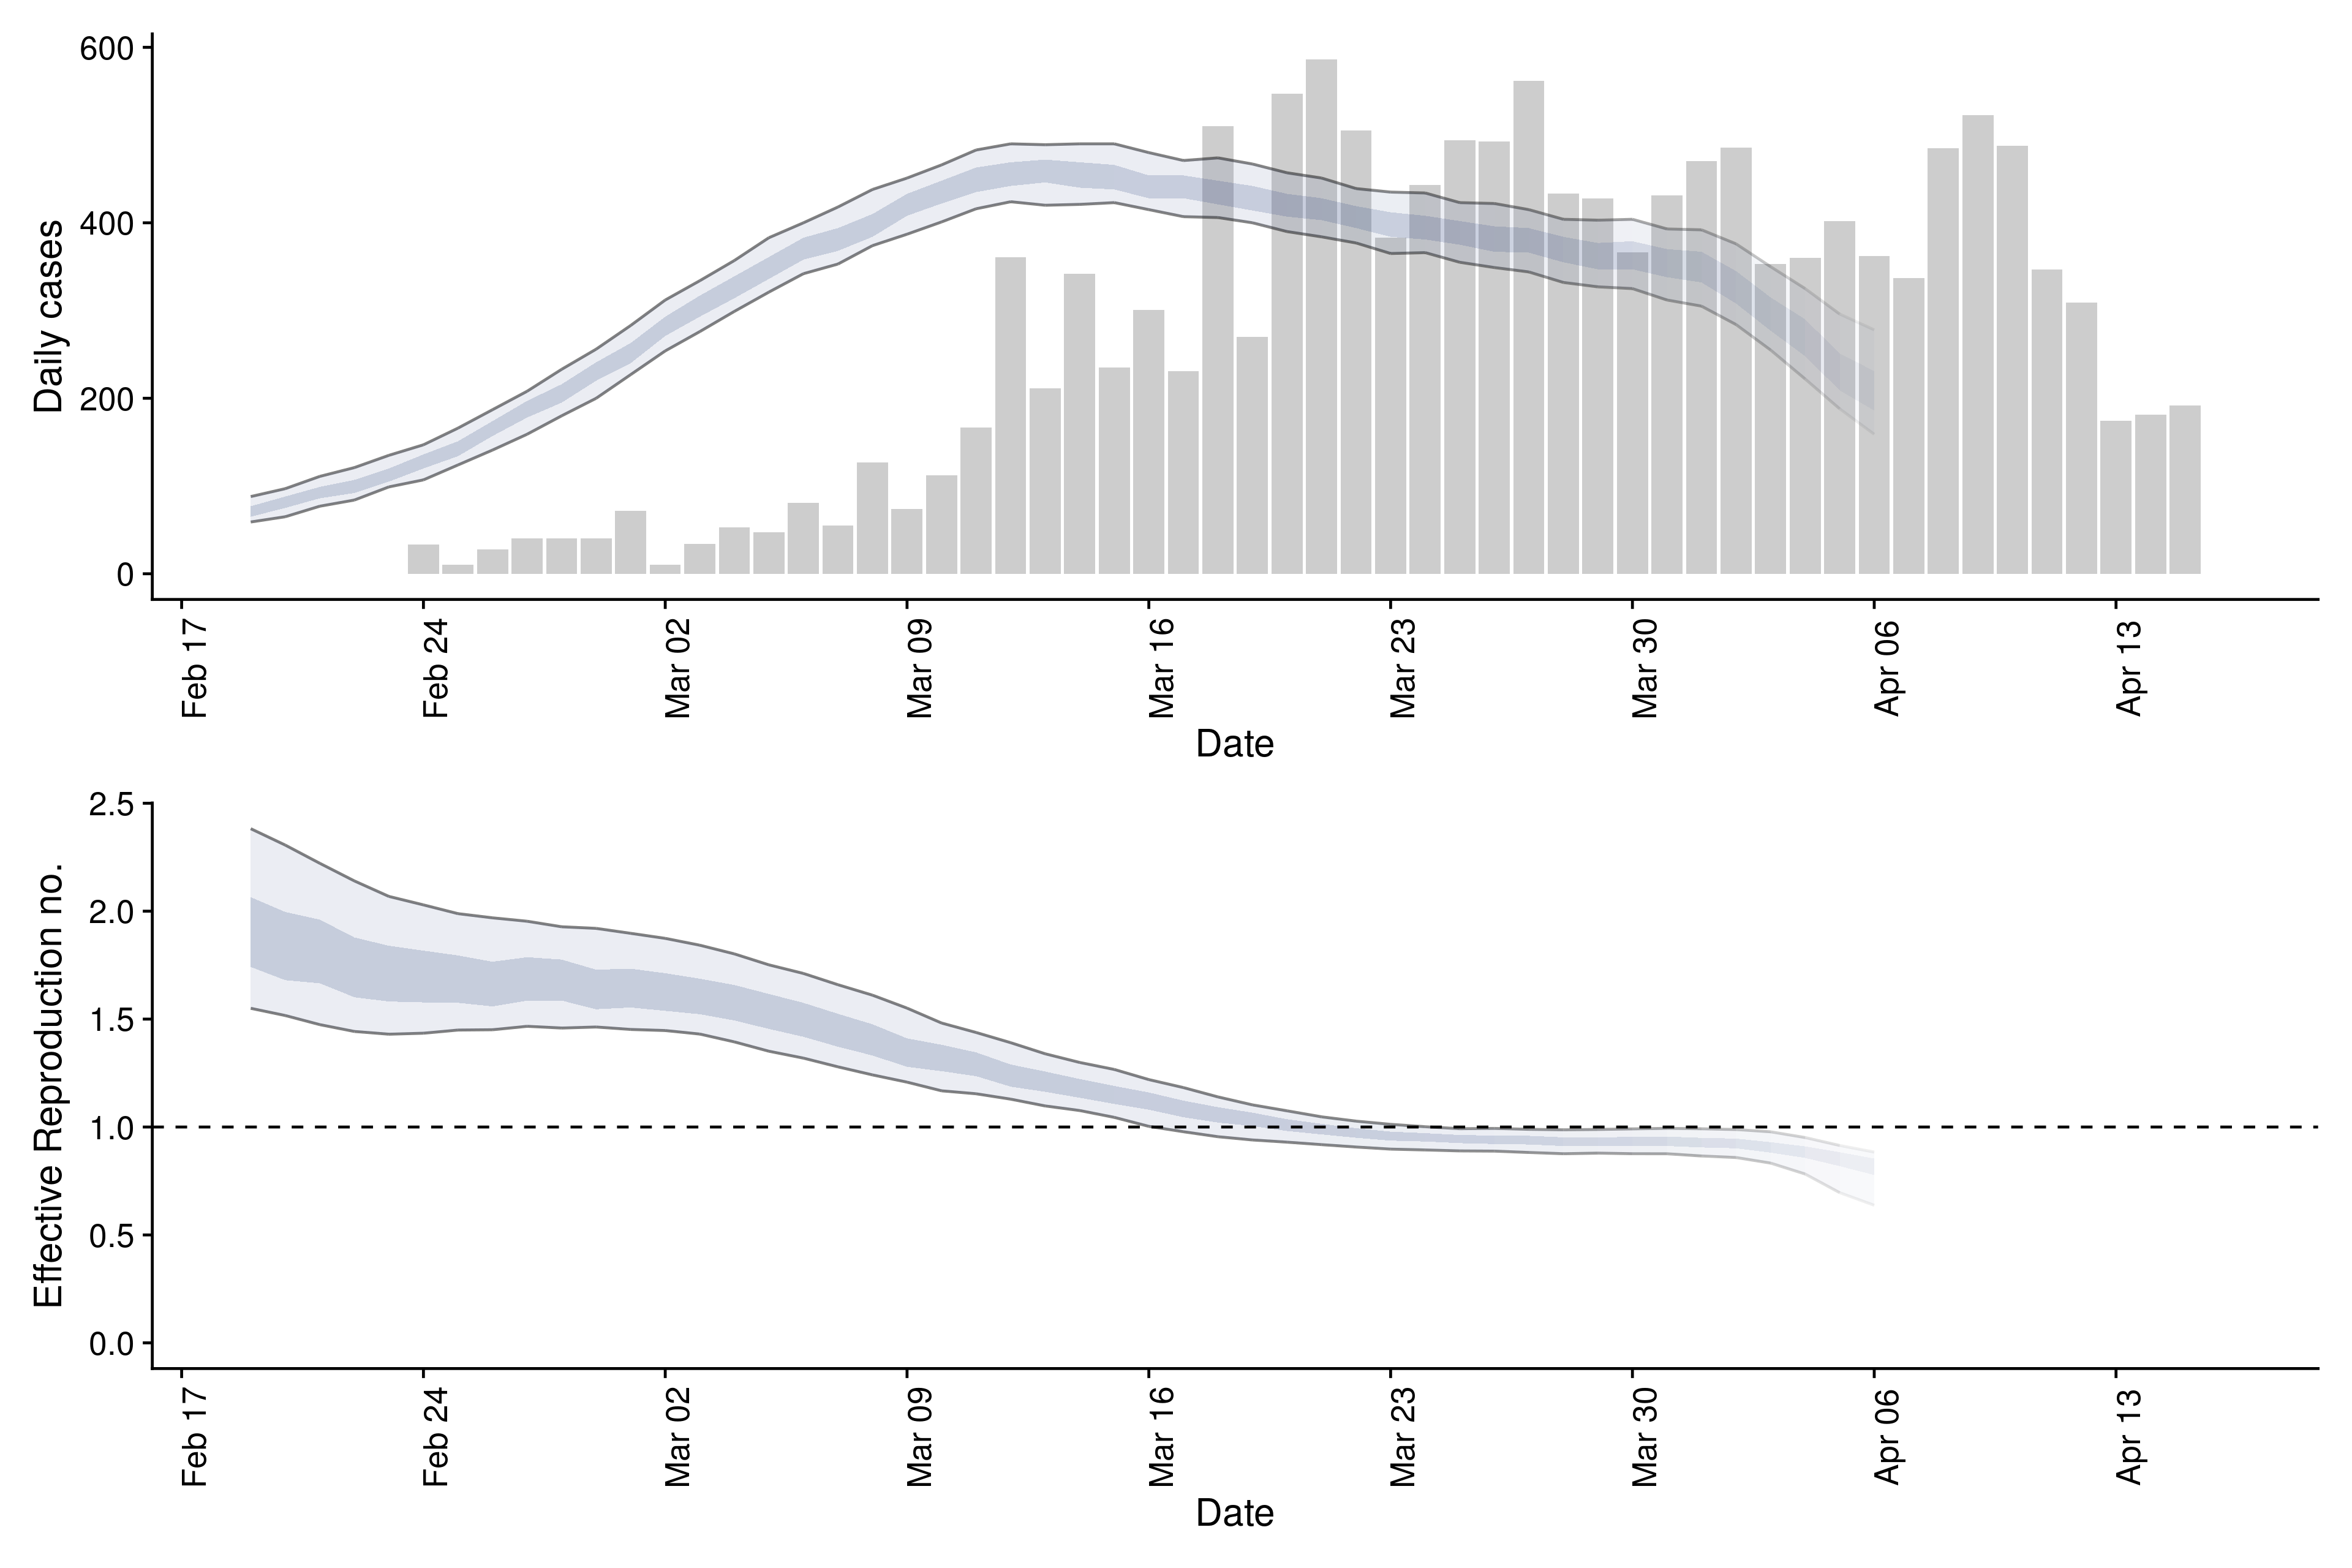 Daily cases
600
400
200
0
Feb 17
Feb 24
Mar 02
Mar 09
Mar 16
Mar 23
Mar 30
Apr 06
Apr 13
Date
Effective Reproduction no.
2.5
2.0
1.5
1.0
0.5
0.0
Feb 17
Feb 24
Mar 02
Mar 09
Mar 16
Mar 23
Mar 30
Apr 06
Apr 13
Date